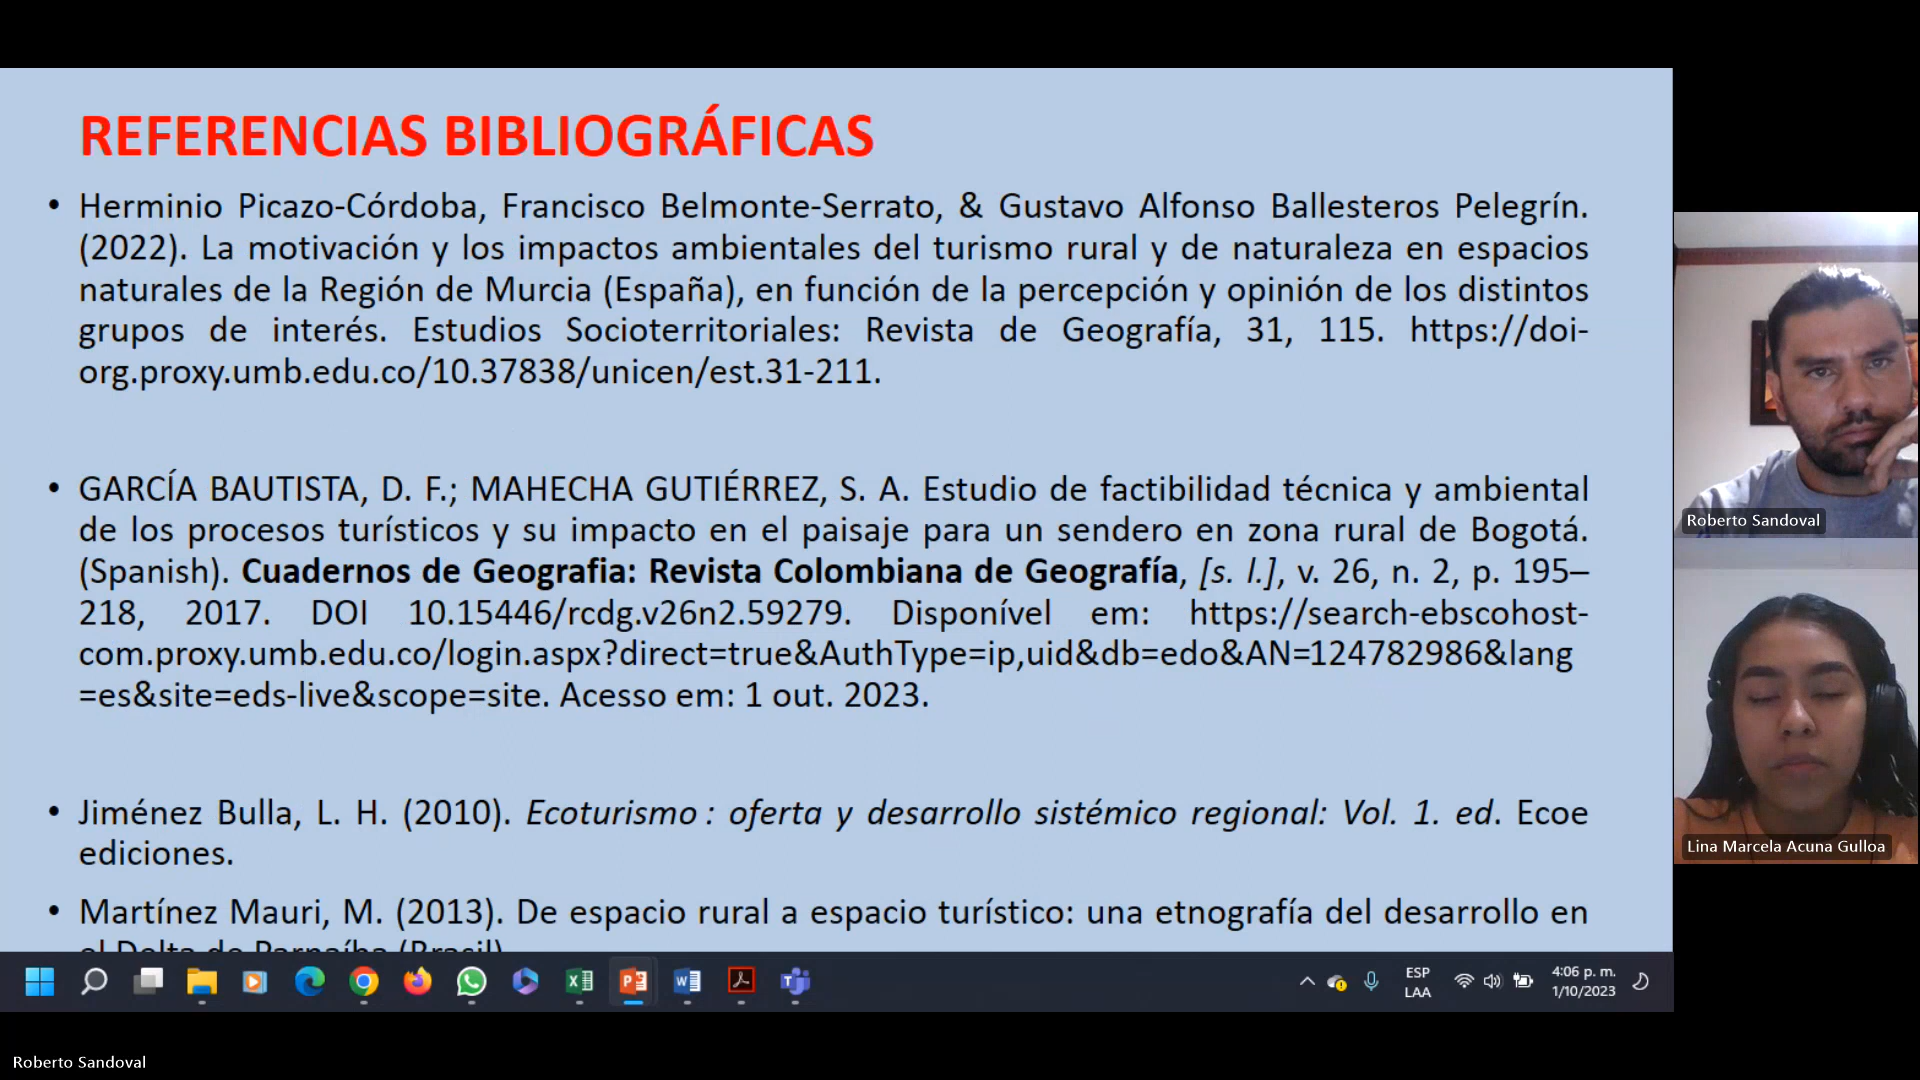 REFERENCIAS BIBLIOGRÁFICAS
• Herminio Picazo-Córdoba, Francisco Belmonte-Serrato, & Gustavo Alfonso Ballesteros Pelegrín.
(2022). La motivación y los impactos ambientales del turismo rural y de naturaleza en espacios
naturales de la Región de Murcia (España), en función de la percepción y opinión de los distintos
grupos de interés. Estudios Socioterritoriales: Revista de Geografía, 31, 115. https://doi-
org.proxy.umb.edu.co/10.37838/unicen/est.31-211.
• GARCÍA BAUTISTA, D. F.; MAHECHA GUTIÉRREZ, S. A. Estudio de factibilidad técnica y ambiental
de los procesos turísticos y su impacto en el paisaje para un sendero en zona rural de Bogotá.
(Spanish). Cuadernos de Geografia: Revista Colombiana de Geografía, [s. l.], v. 26, n. 2, p. 195–
218, 2017. DOI 10.15446/rcdg.v26n2.59279. Disponível em: https://search-ebscohost-
com.proxy.umb.edu.co/login.aspx?direct=true&AuthType=ip,uid&db=edo&AN=124782986&lang
=es&site=eds-live&scope=site. Acesso em: 1 out. 2023.
• Jiménez Bulla, L. H. (2010). Ecoturismo : oferta y desarrollo sistémico regional: Vol. 1. ed. Ecoe
ediciones.
• Martínez Mauri, M. (2013). De espacio rural a espacio turístico: una etnografía del desarrollo en
el Delta de Parnaíba (Brasil)
ESP
LAA
4:06 p. m.
1/10/2023
Roberto Sandoval
Lina Marcela Acuna Gulloa
Roberto Sandoval